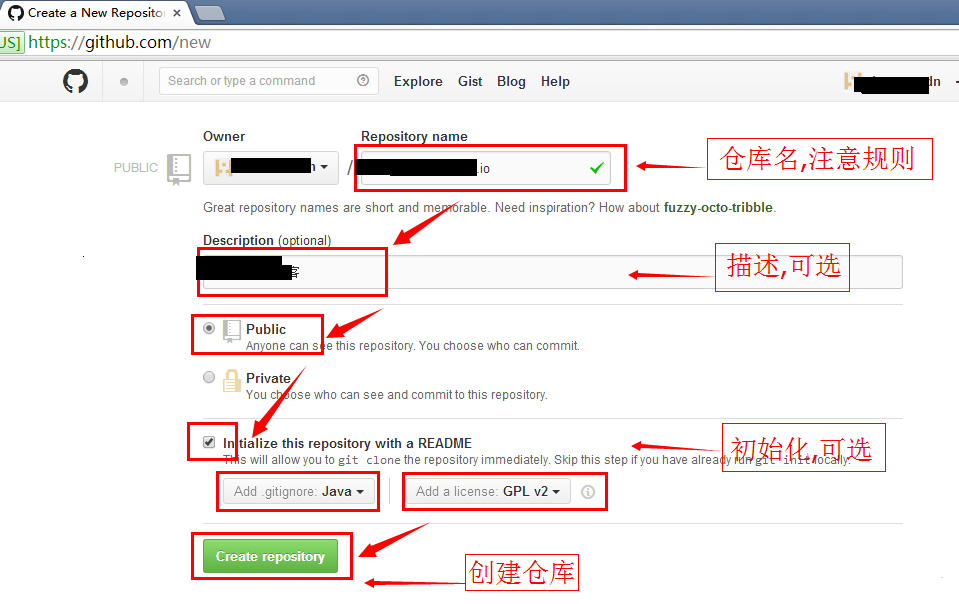 Create a New Reposito
US] https://github.com/new
Search or type a command
Explore Gist Blog Help
dn
Owner
Repository name
PUBLIC
n / .io
仓库名,注意规则
Great repository names are short and memorable. Need inspiration? How about fuzzy-octo-tribble.
Description (optional)
客
描述,可选
Public
Anyone can see this repository. You choose who can commit.
Private
You choose who can see and commit to this repository.
Initialize this repository with a README
This will allow you to git clone the repository immediately. Skip this step if you have already run git init locally.
初始化,可选
Add .gitignore: Java
Add a license: GPL v2
Create repository
创建仓库